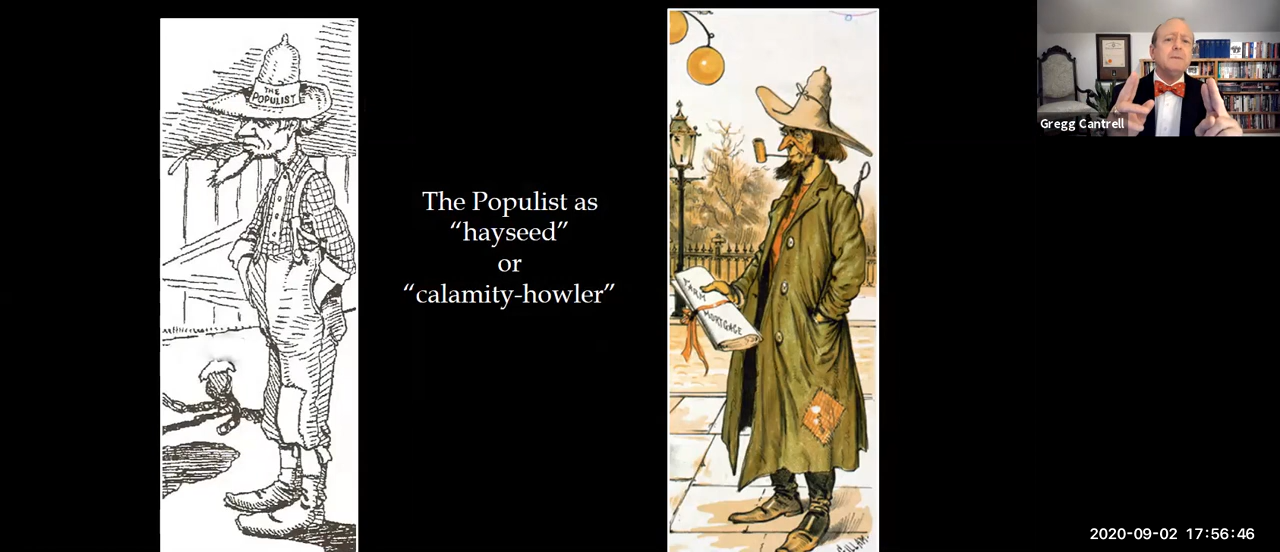 THE
POPULIST
The Populist as
“hayseed”
or
“calamity-howler”
FARM
MORTGAGE
GILLAM
Gregg Cantrell
2020-09-02 17:56:46